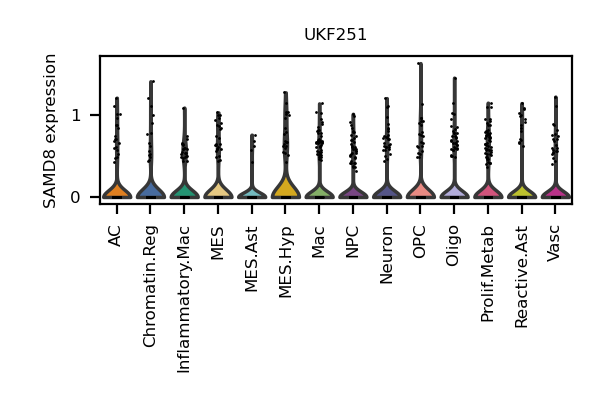 UKF251
SAMD8 expression
1
0
AC
Chromatin.Reg
Inflammatory.Mac
MES
MES.Ast
MES.Hyp
Mac
NPC
Neuron
OPC
Oligo
Prolif.Metab
Reactive.Ast
Vasc